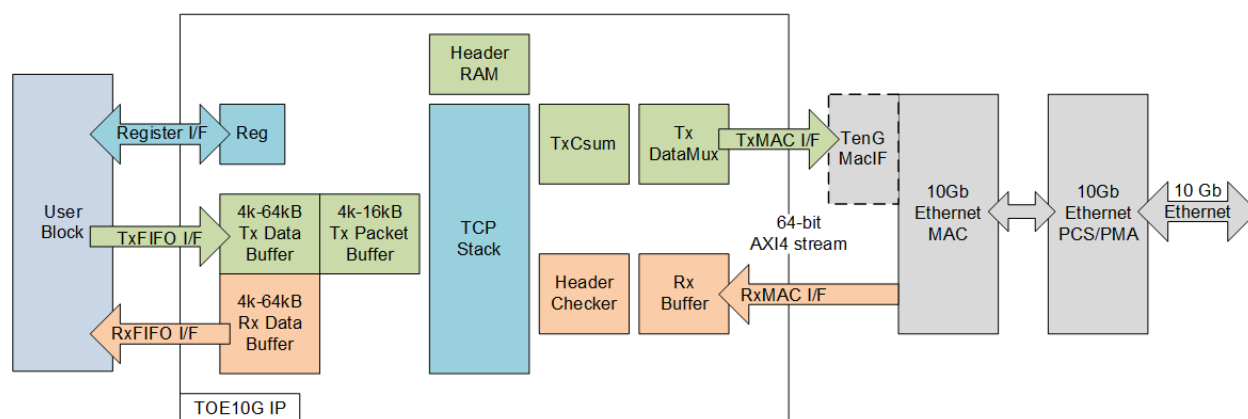 Header
RAM
Register I/F
Reg
TxCsum
Tx
DataMux
TxMAC I/F
TenG
MacIF
User
Block
TxFIFO I/F
4k-64kB
Tx Data
Buffer
4k-16kB
Tx Packet
Buffer
TCP
Stack
64-bit
AXI4 stream
10Gb
Ethernet
MAC
10Gb
Ethernet
PCS/PMA
10 Gb
Ethernet
RxFIFO I/F
4k-64kB
Rx Data
Buffer
Header
Checker
Rx
Buffer
RxMAC I/F
TOE10G IP